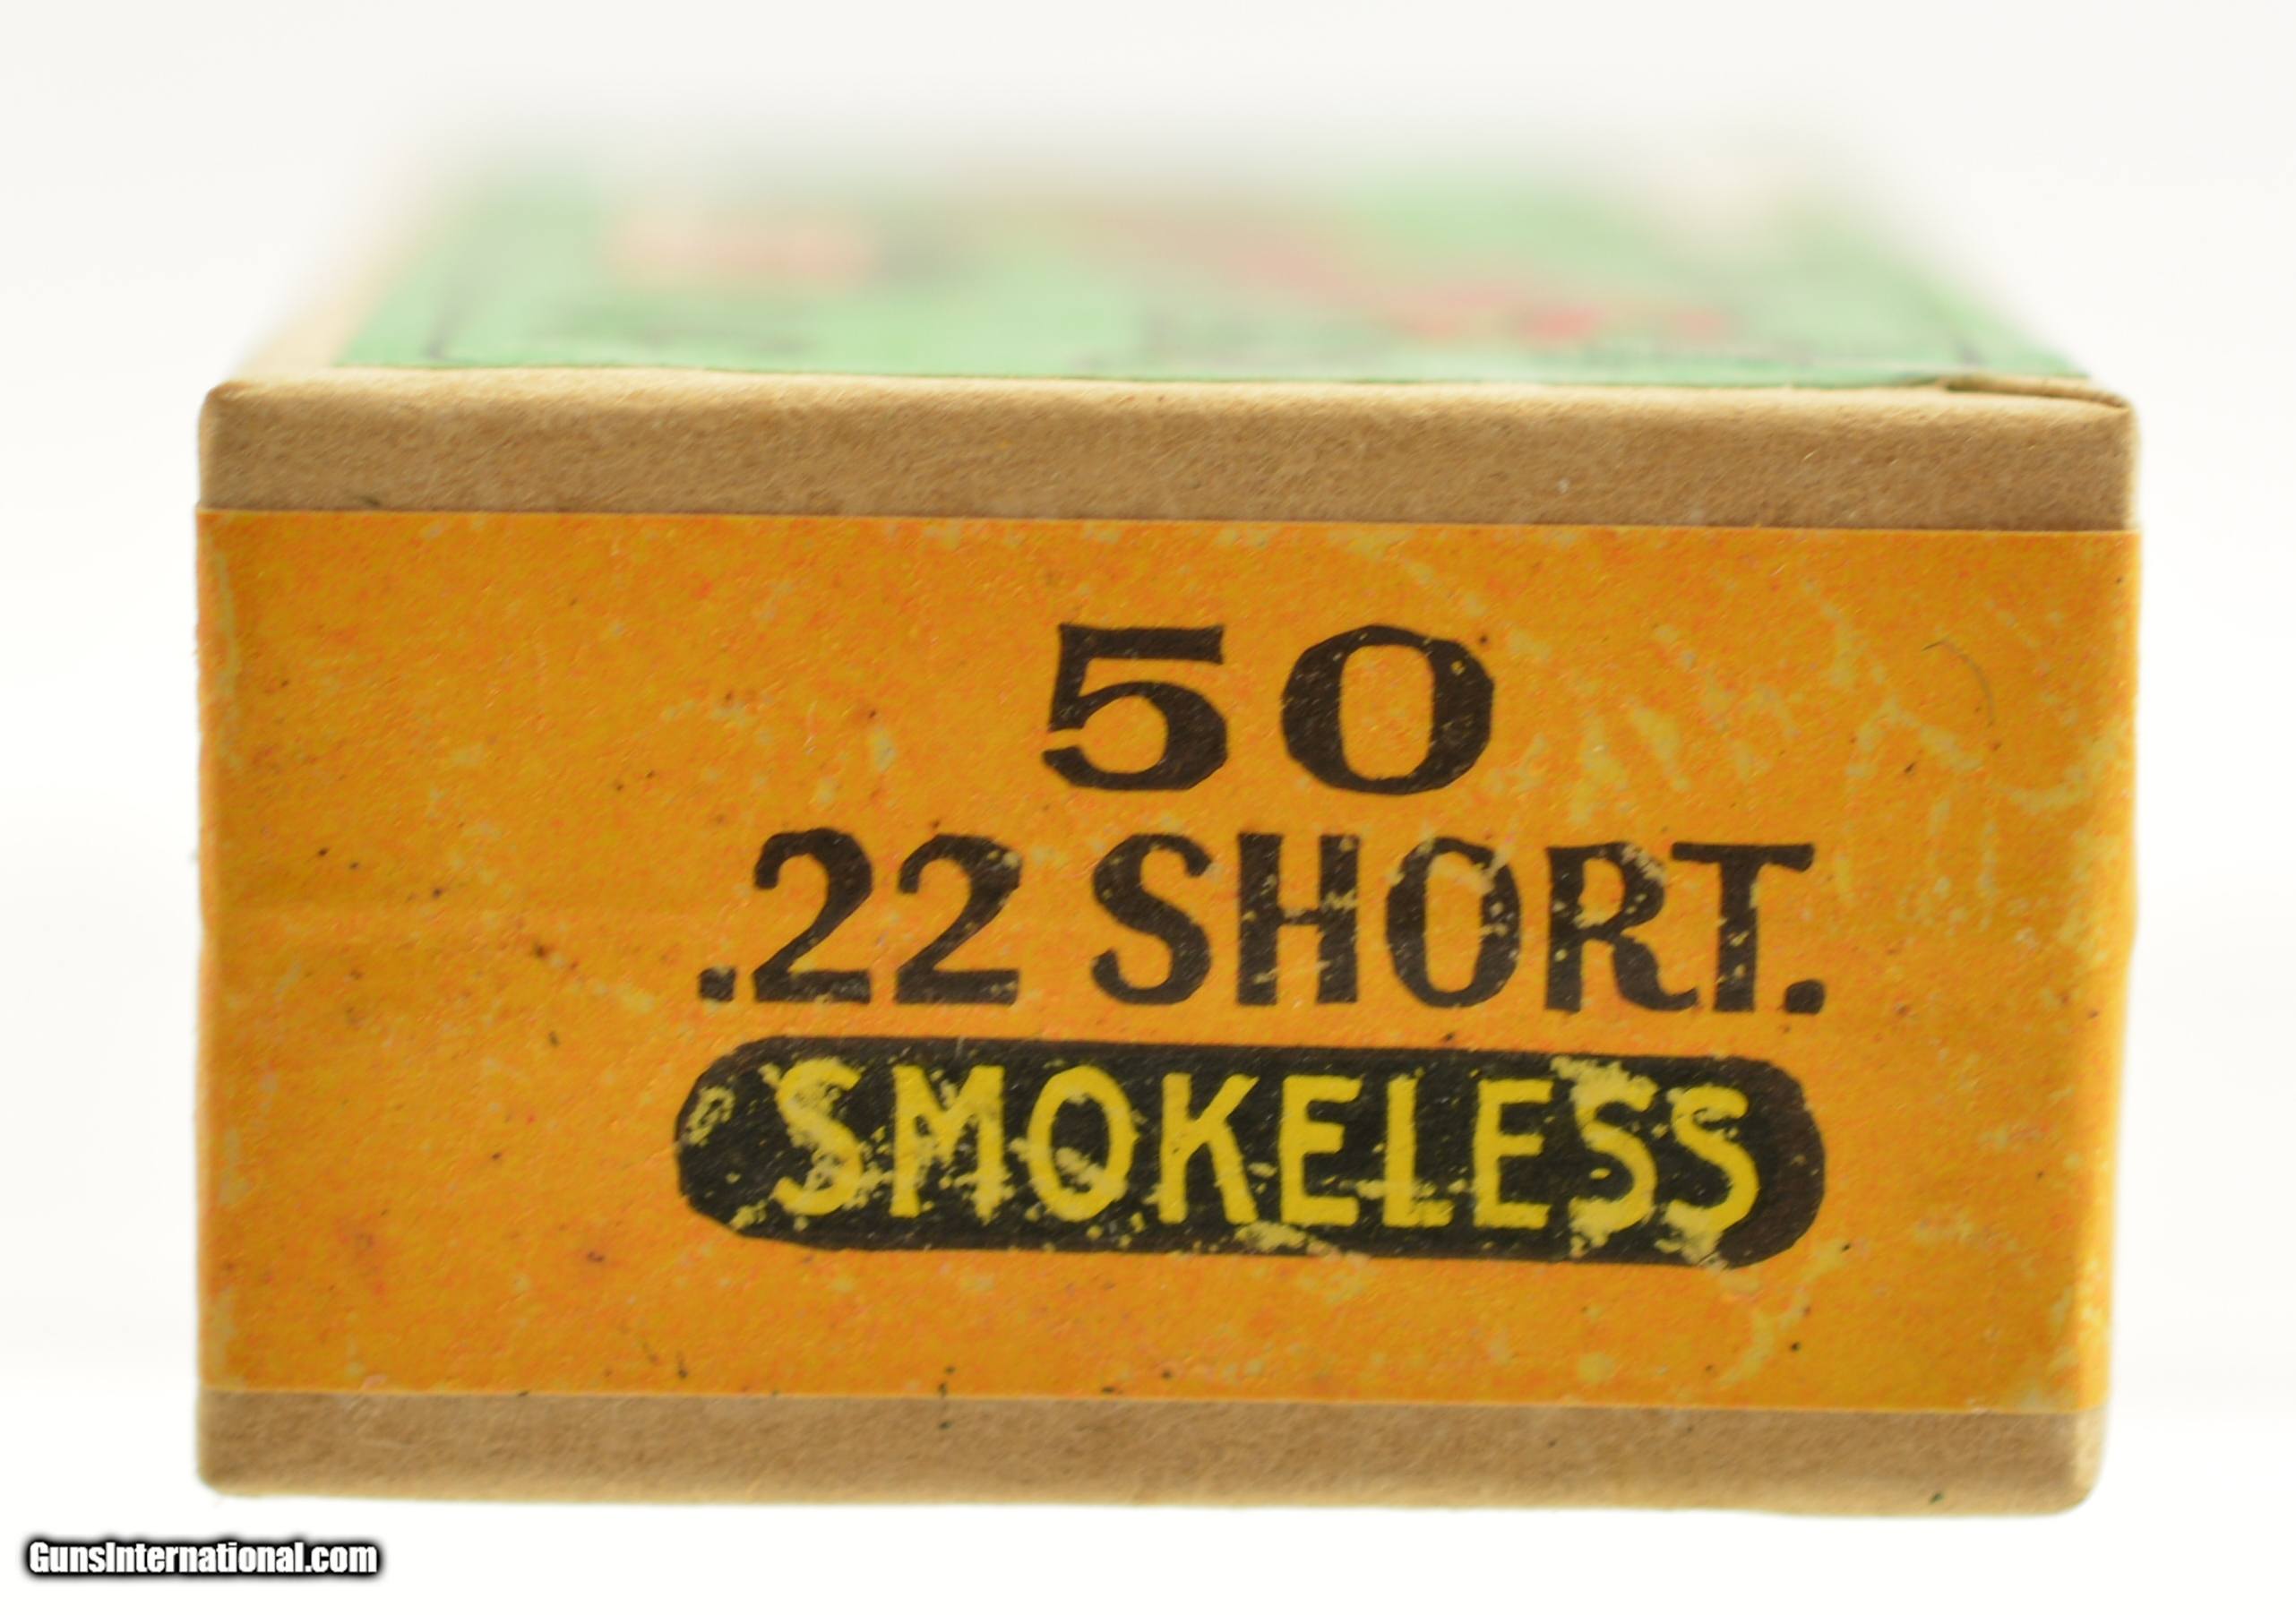 50
.22 SHORT.
SMOKELESS
GunsInternational.com